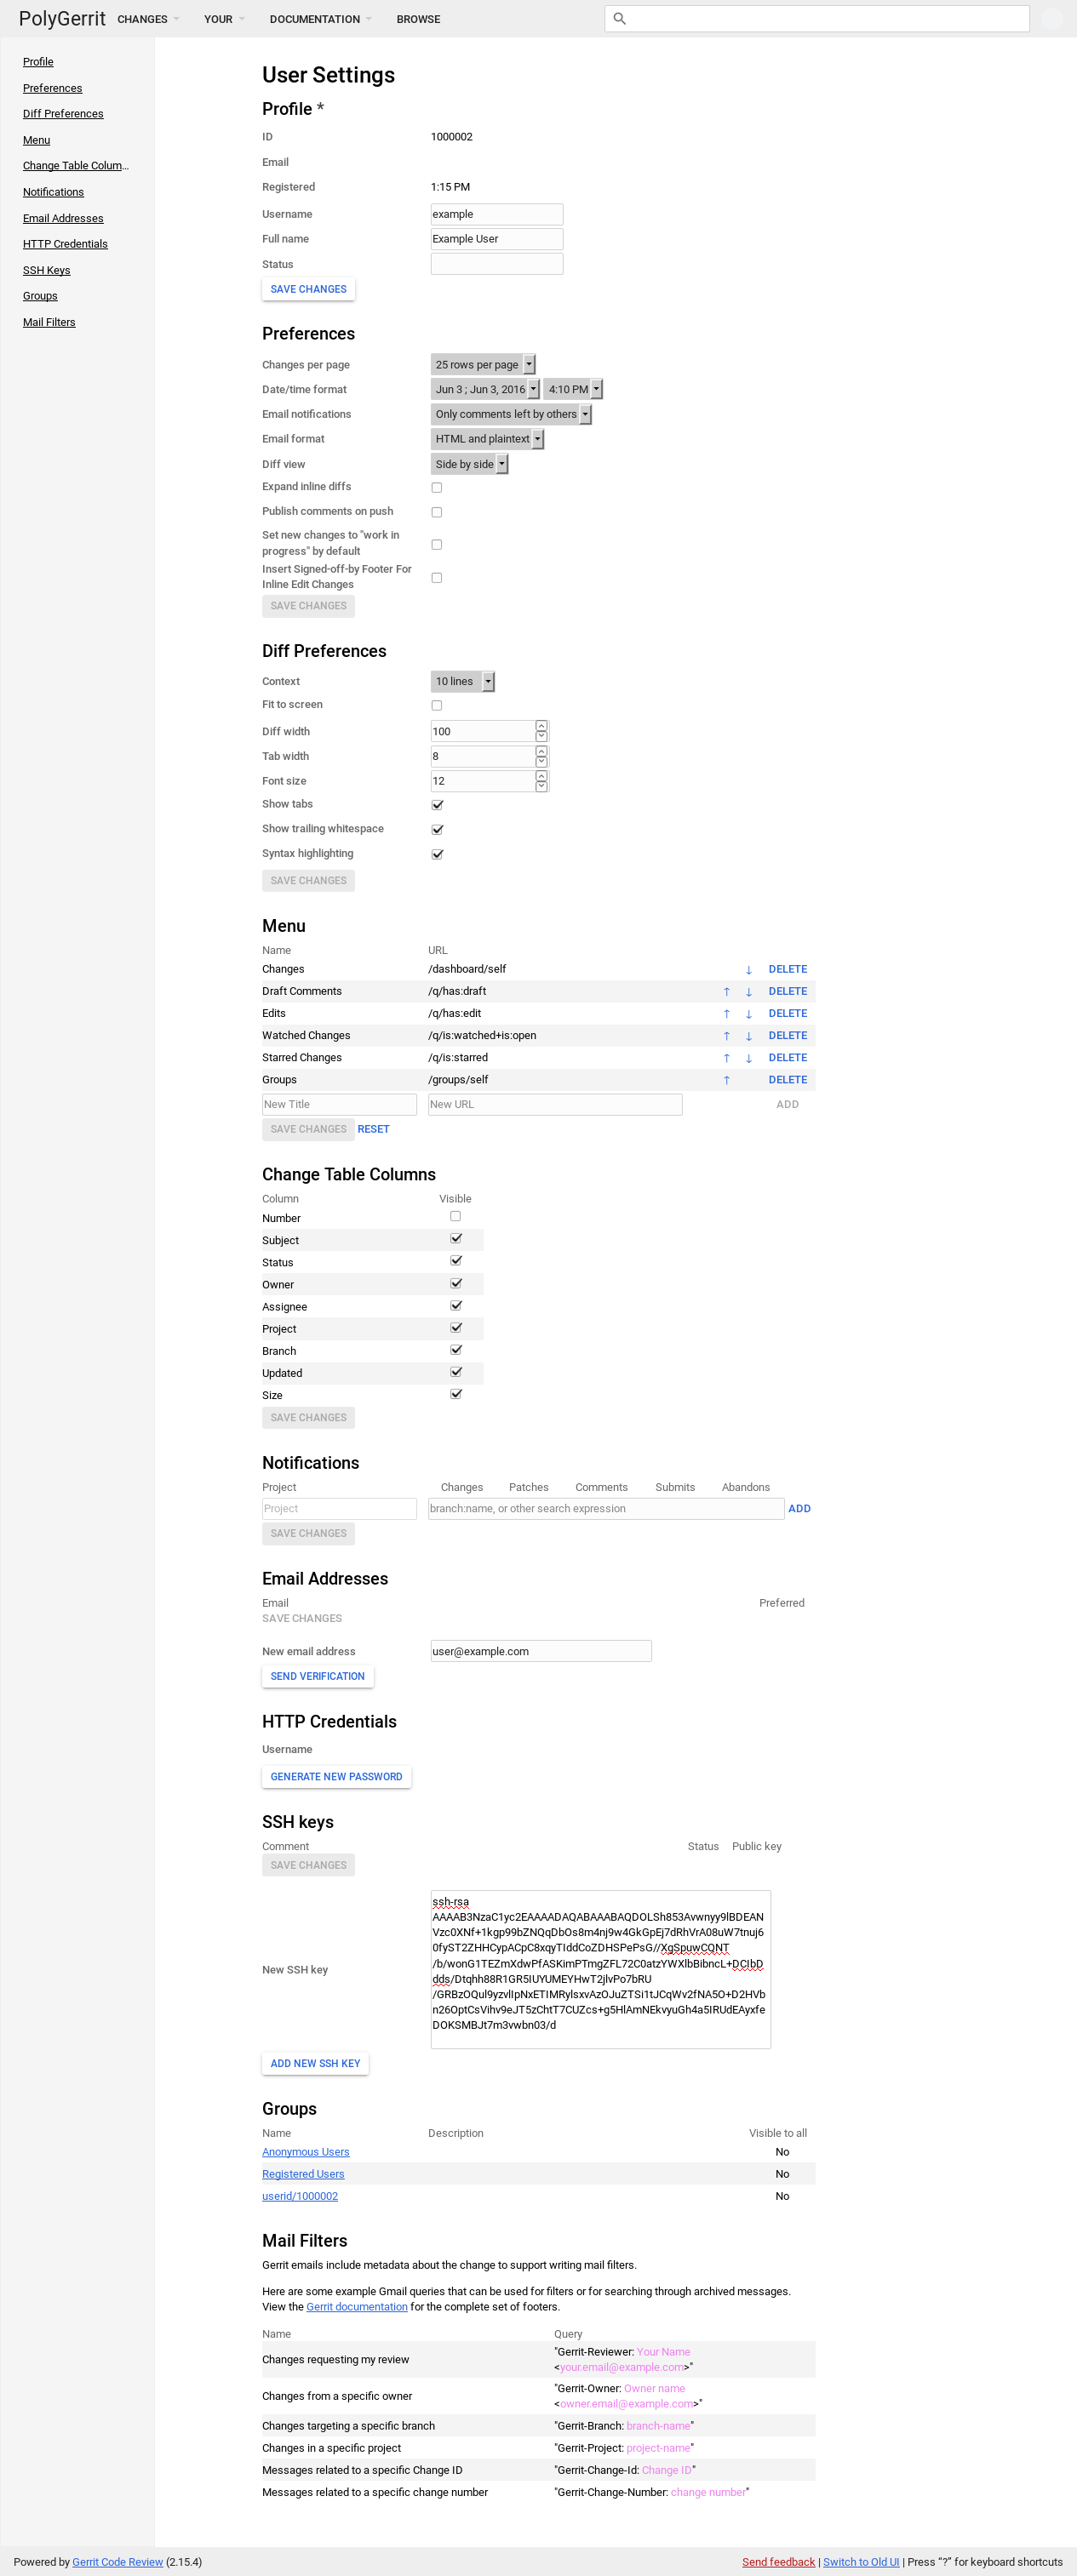 PolyGerrit CHANGES YOUR DOCUMENTATION BROWSE
Profile
Preferences
Diff Preferences
Menu
Change Table Colum...
Notifications
Email Addresses
HTTP Credentials
SSH Keys
Groups
Mail Filters
User Settings
Profile *
ID 1000002
Email
Registered 1:15 PM
Username example
Full name Example User
Status
SAVE CHANGES
Preferences
Changes per page 25 rows per page
Date/time format Jun 3 ; Jun 3, 2016 4:10 PM
Email notifications Only comments left by others
Email format HTML and plaintext
Diff view Side by side
Expand inline diffs
Publish comments on push
Set new changes to "work in
progress" by default
Insert Signed-off-by Footer For
Inline Edit Changes
SAVE CHANGES
Diff Preferences
Context 10 lines
Fit to screen
Diff width 100
Tab width 8
Font size 12
Show tabs
Show trailing whitespace
Syntax highlighting
SAVE CHANGES
Menu
Name URL
Changes /dashboard/self ↓ DELETE
Draft Comments /q/has:draft ↑ ↓ DELETE
Edits /q/has:edit ↑ ↓ DELETE
Watched Changes /q/is:watched+is:open ↑ ↓ DELETE
Starred Changes /q/is:starred ↑ ↓ DELETE
Groups /groups/self ↑ DELETE
New Title New URL ADD
SAVE CHANGES RESET
Change Table Columns
Column Visible
Number
Subject
Status
Owner
Assignee
Project
Branch
Updated
Size
SAVE CHANGES
Notifications
Project Changes Patches Comments Submits Abandons
Project branch:name, or other search expression ADD
SAVE CHANGES
Email Addresses
Email Preferred
SAVE CHANGES
New email address user@example.com
SEND VERIFICATION
HTTP Credentials
Username
GENERATE NEW PASSWORD
SSH keys
Comment Status Public key
SAVE CHANGES
New SSH key
ssh-rsa
AAAAB3NzaC1yc2EAAAADAQABAAABAQDOLSh853Avwnyy9lBDEAN
Vzc0XNf+1kgp99bZNQqDbOs8m4nj9w4GkGpEj7dRhVrA08uW7tnuj6
0fyST2ZHHCypACpC8xqyTIddCoZDHSPePsG//XgSpuwCQNT
/b/wonG1TEZmXdwPfASKimPTmgZFL72C0atzYWXlbBibncL+DCIbD
dds/Dtqhh88R1GR5IUYUMEYHwT2jlvPo7bRU
/GRBzOQul9yzvlIpNxETIMRylsxvAzOJuZTSi1tJCqWv2fNA5O+D2HVb
n26OptCsVihv9eJT5zChtT7CUZcs+g5HlAmNEkvyuGh4a5IRUdEAyxfe
DOKSMBJt7m3vwbn03/d
ADD NEW SSH KEY
Groups
Name Description Visible to all
Anonymous Users No
Registered Users No
userid/1000002 No
Mail Filters
Gerrit emails include metadata about the change to support writing mail filters.
Here are some example Gmail queries that can be used for filters or for searching through archived messages.
View the Gerrit documentation for the complete set of footers.
Name Query
Changes requesting my review "Gerrit-Reviewer: Your Name
<your.email@example.com>"
Changes from a specific owner "Gerrit-Owner: Owner name
<owner.email@example.com>"
Changes targeting a specific branch "Gerrit-Branch: branch-name"
Changes in a specific project "Gerrit-Project: project-name"
Messages related to a specific Change ID "Gerrit-Change-Id: Change ID"
Messages related to a specific change number "Gerrit-Change-Number: change number"
Powered by Gerrit Code Review (2.15.4) Send feedback | Switch to Old UI | Press “?” for keyboard shortcuts